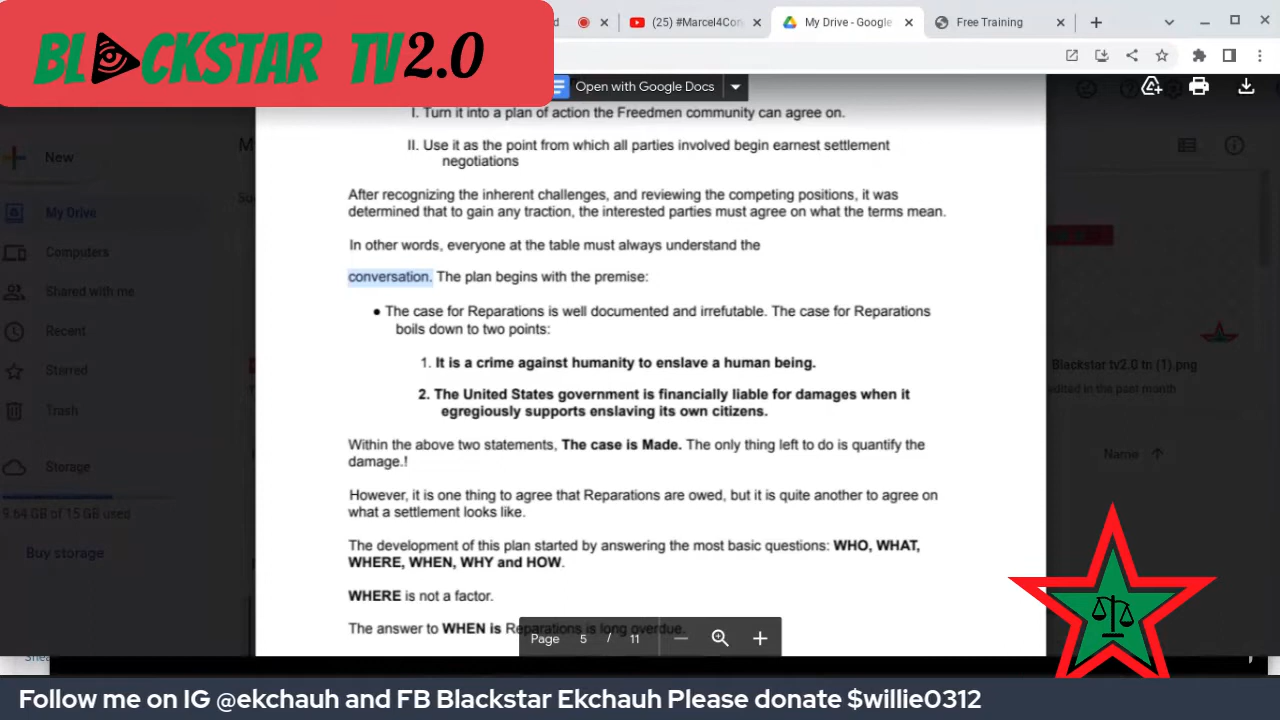 BLACKSTAR TV2.0
(25) #Marcel4Con
My Drive - Google
Free Training
Open with Google Docs
New
My Drive
Computers
Shared with me
Recent
Starred
Trash
Storage
9.64 GB of 15 GB used
Buy storage
I. Turn it into a plan of action the Freedmen community can agree on.
II. Use it as the point from which all parties involved begin earnest settlement
negotiations
After recognizing the inherent challenges, and reviewing the competing positions, it was
determined that to gain any traction, the interested parties must agree on what the terms mean.
In other words, everyone at the table must always understand the
conversation. The plan begins with the premise:
● The case for Reparations is well documented and irrefutable. The case for Reparations
boils down to two points:
1. It is a crime against humanity to enslave a human being.
2. The United States government is financially liable for damages when it
egregiously supports enslaving its own citizens.
Within the above two statements, The case is Made. The only thing left to do is quantify the
damage.!
However, it is one thing to agree that Reparations are owed, but it is quite another to agree on
what a settlement looks like.
The development of this plan started by answering the most basic questions: WHO, WHAT,
WHERE, WHEN, WHY and HOW.
WHERE is not a factor.
The answer to WHEN is Reparations is long overdue.
Page 5 / 11
Blackstar tv2.0 tn (1).png
edited in the past month
Name
Follow me on IG @ekchauh and FB Blackstar Ekchauh Please donate $willie0312